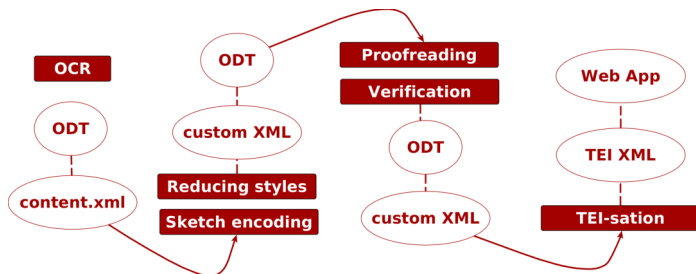 OCR
ODT
content.xml
ODT
custom XML
Reducing styles
Sketch encoding
Proofreading
Verification
ODT
custom XML
Web App
TEI XML
TEI-sation